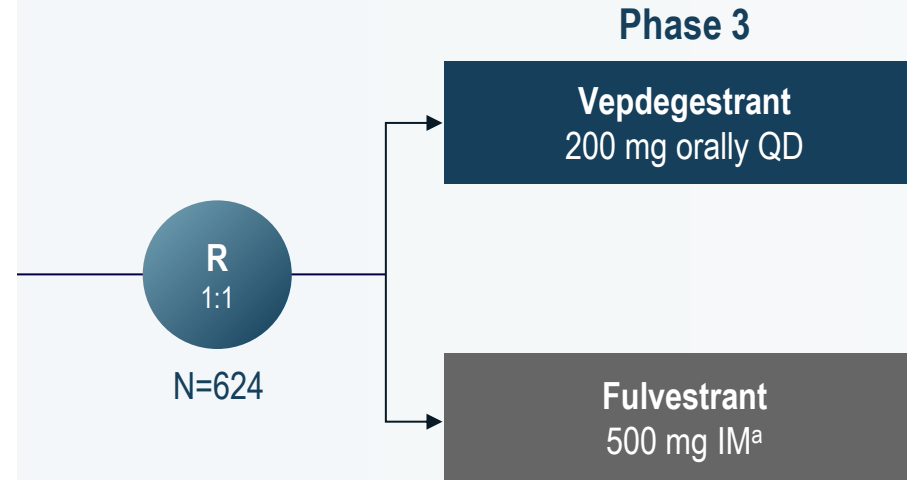 Phase 3
Vepdegestrant
200 mg orally QD
R
1:1
N=624
Fulvestrant
500 mg IMᵃ